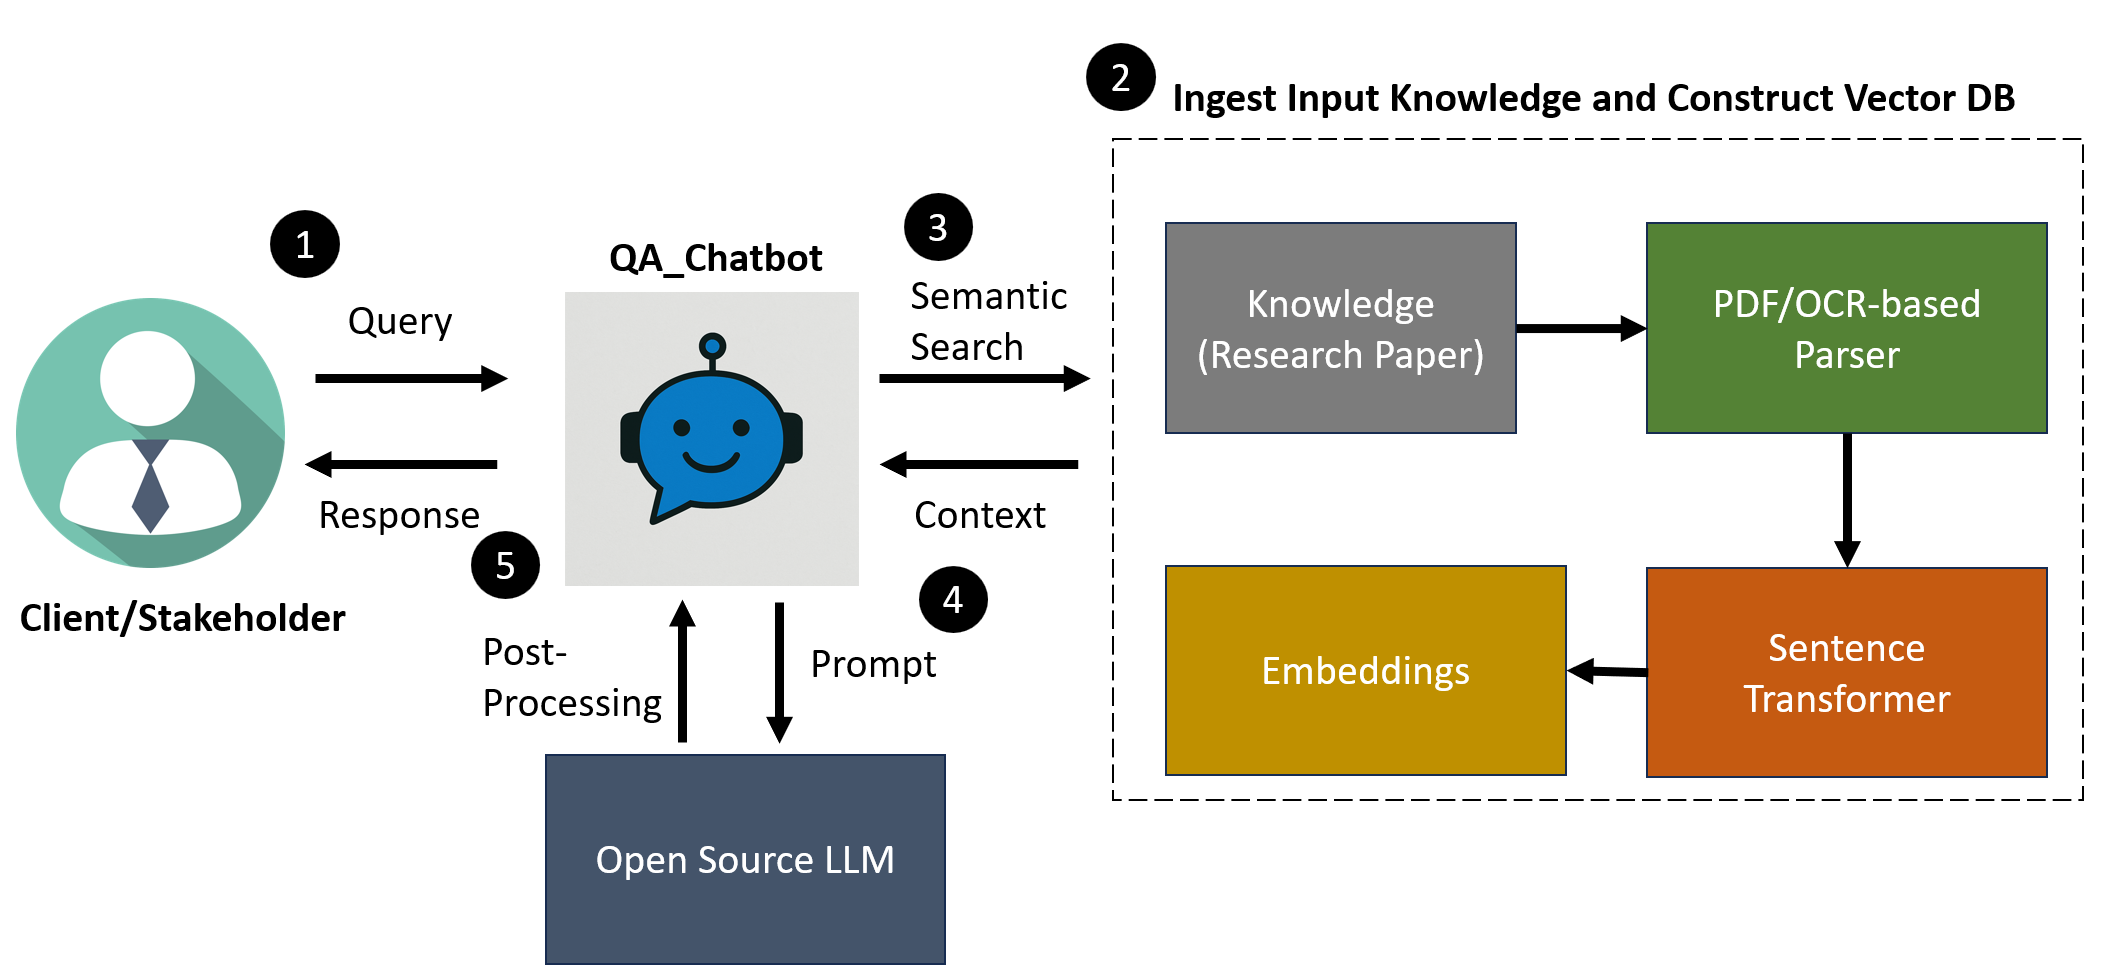 2
Ingest Input Knowledge and Construct Vector DB
1
Query
Response
Client/Stakeholder
QA_Chatbot
3
Semantic
Search
Context
4
5
Post-
Processing
Prompt
Open Source LLM
Knowledge
(Research Paper)
PDF/OCR-based
Parser
Sentence
Transformer
Embeddings